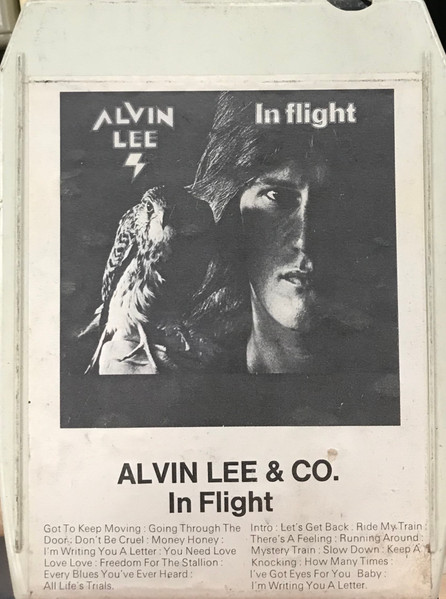 ALVIN
LEE
In flight
ALVIN LEE & CO.
In Flight
Got To Keep Moving : Going Through The
Door : Don't Be Cruel : Money Honey :
I'm Writing You A Letter : You Need Love
Love Love : Freedom For The Stallion :
Every Blues You've Ever Heard :
All Life's Trials.
Intro : Let's Get Back : Ride My Train :
There's A Feeling : Running Around :
Mystery Train : Slow Down : Keep A
Knocking : How Many Times :
I've Got Eyes For You Baby :
I'm Writing You A Letter.